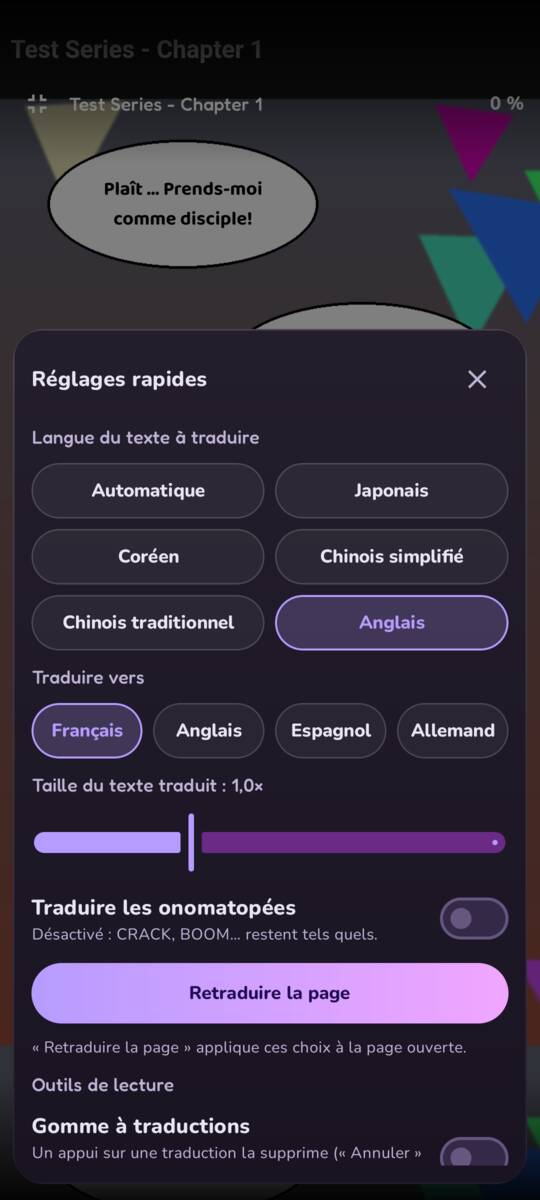 Test Series - Chapter 1
Test Series - Chapter 1
0 %
Plaît ... Prends-moi
comme disciple!
Réglages rapides
Langue du texte à traduire
Automatique
Japonais
Coréen
Chinois simplifié
Chinois traditionnel
Anglais
Traduire vers
Français
Anglais
Espagnol
Allemand
Taille du texte traduit : 1,0×
Traduire les onomatopées
Désactivé : CRACK, BOOM... restent tels quels.
Retraduire la page
« Retraduire la page » applique ces choix à la page ouverte.
Outils de lecture
Gomme à traductions
Un appui sur une traduction la supprime (« Annuler »